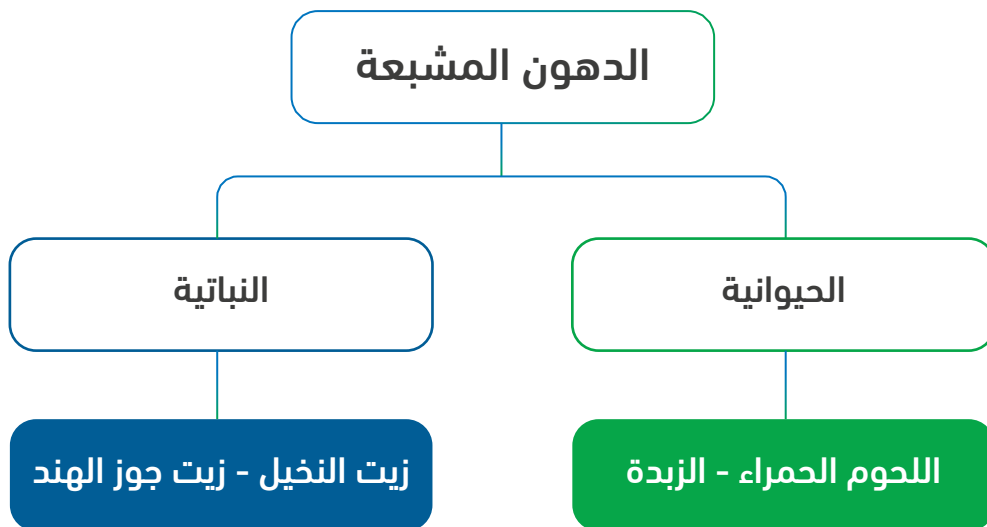 الدهون المشبعة
الحيوانية
النباتية
اللحوم الحمراء - الزبدة
زيت النخيل - زيت جوز الهند